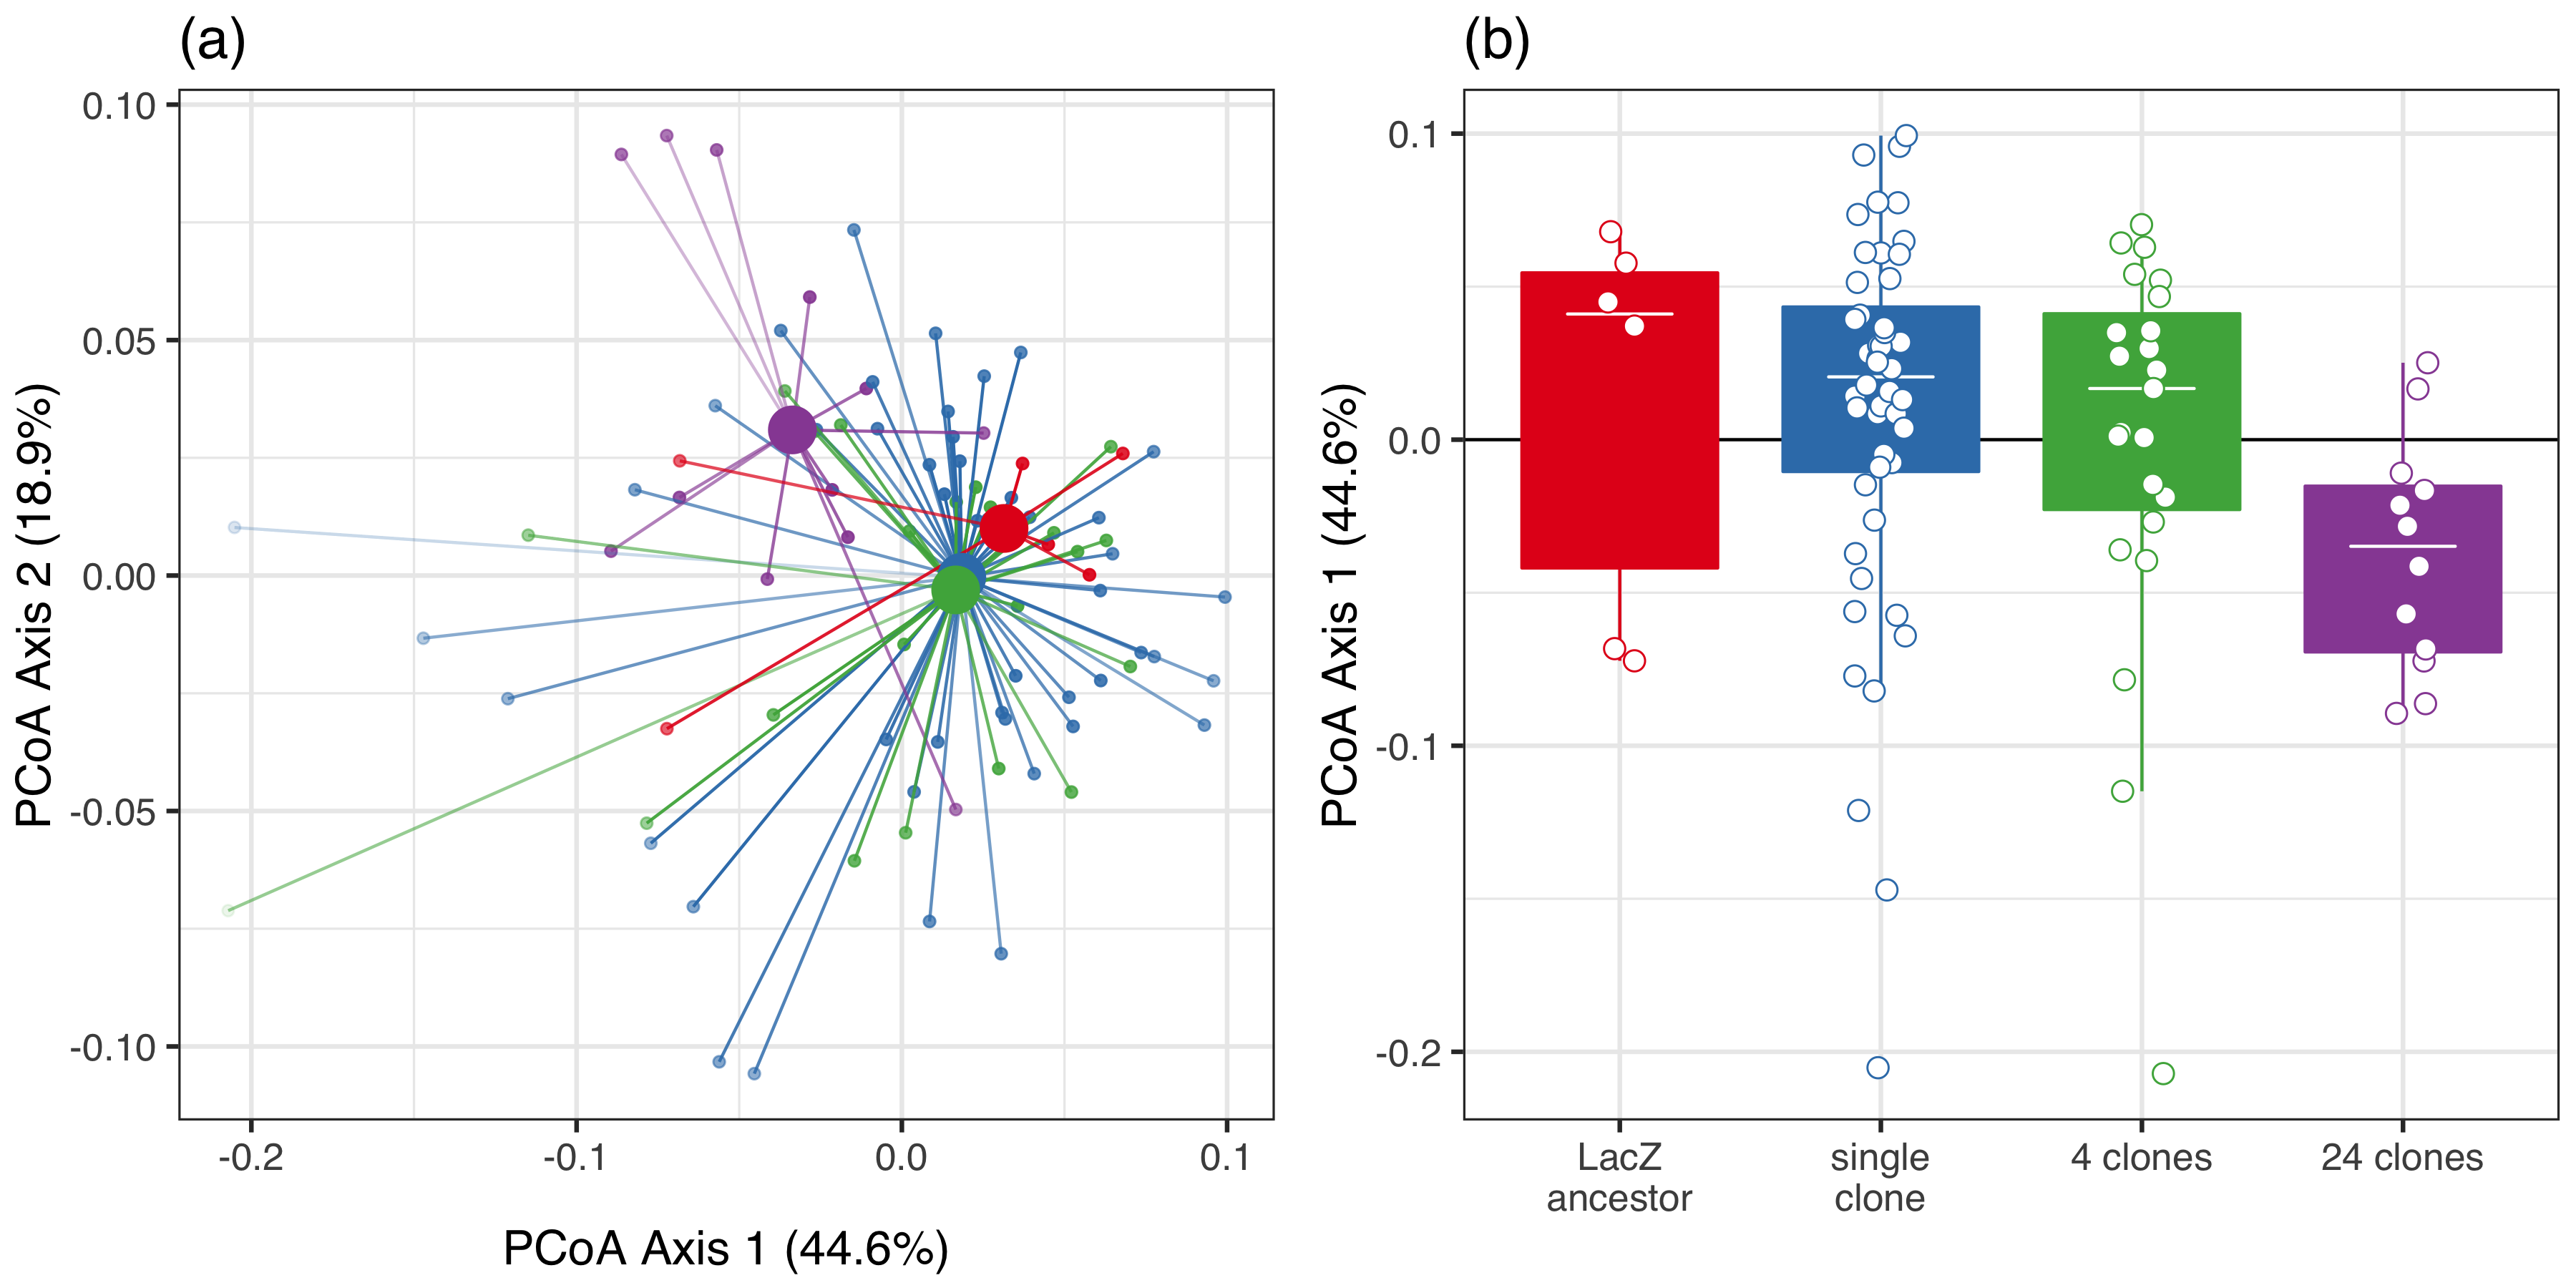 (a)
0.10
0.05
0.00
-0.05
-0.10
PCoA Axis 2 (18.9%)
-0.2 -0.1 0.0 0.1
PCoA Axis 1 (44.6%)
(b)
0.1
0.0
-0.1
-0.2
PCoA Axis 1 (44.6%)
LacZ
ancestor
single
clone
4 clones
24 clones